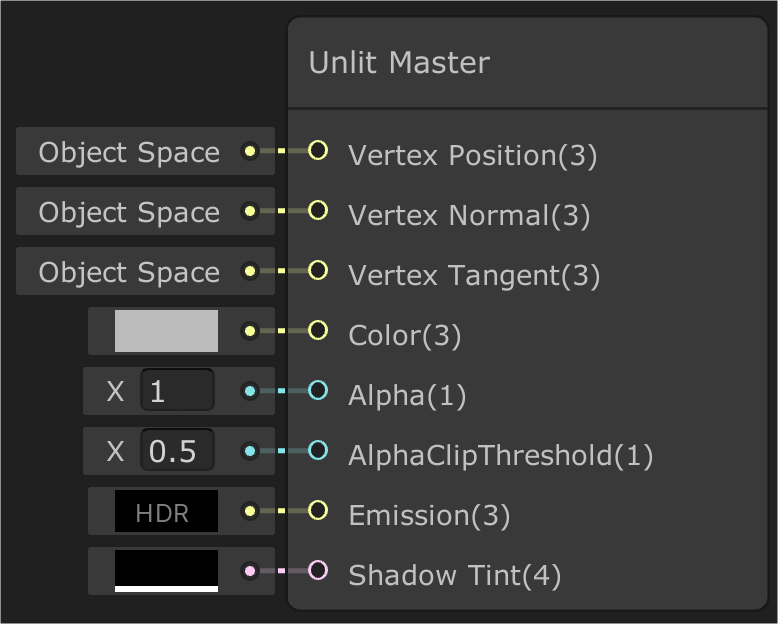 Unlit Master
Object Space Vertex Position(3)
Object Space Vertex Normal(3)
Object Space Vertex Tangent(3)
Color(3)
X 1 Alpha(1)
X 0.5 AlphaClipThreshold(1)
HDR Emission(3)
Shadow Tint(4)